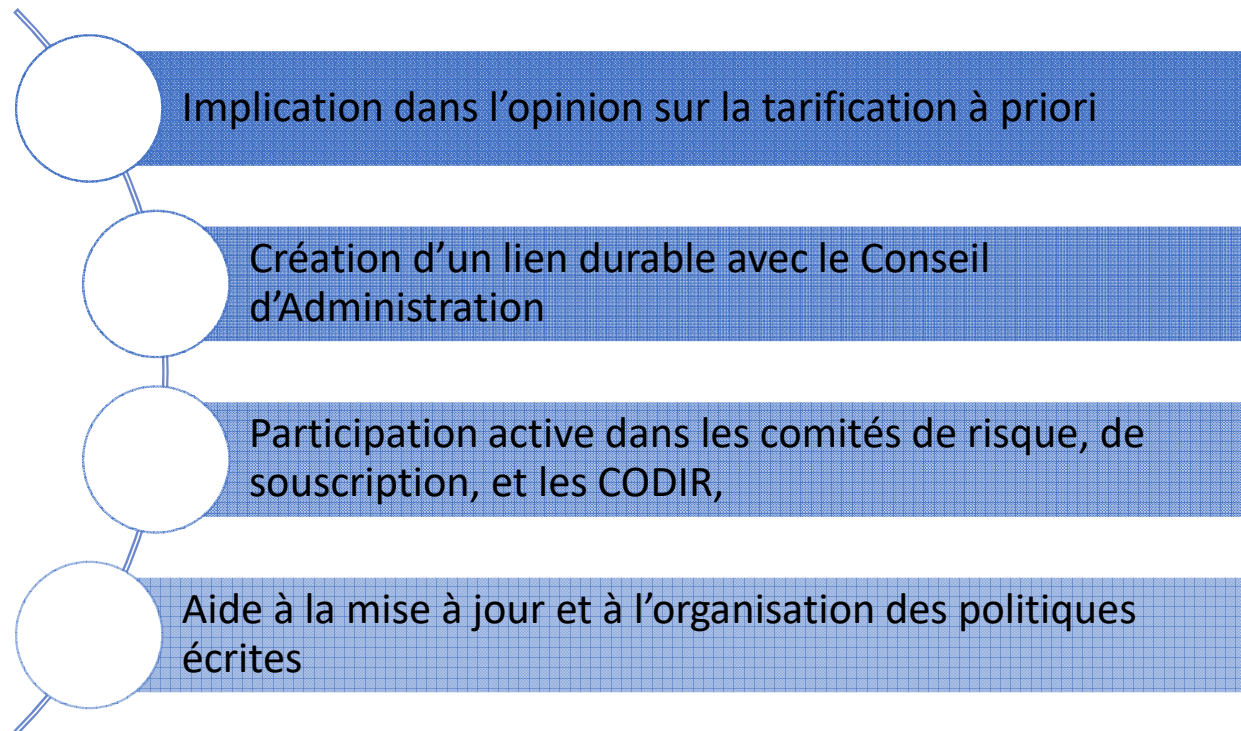 Implication dans l’opinion sur la tarification à priori
Création d’un lien durable avec le Conseil
d’Administration
Participation active dans les comités de risque, de
souscription, et les CODIR,
Aide à la mise à jour et à l’organisation des politiques
écrites